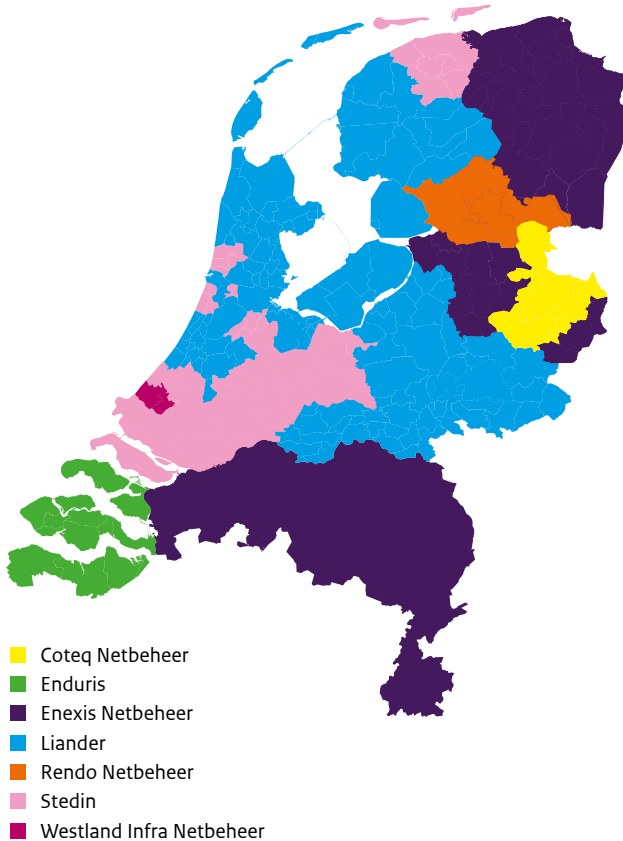 Coteq Netbeheer
Enduris
Enexis Netbeheer
Liander
Rendo Netbeheer
Stedin
Westland Infra Netbeheer